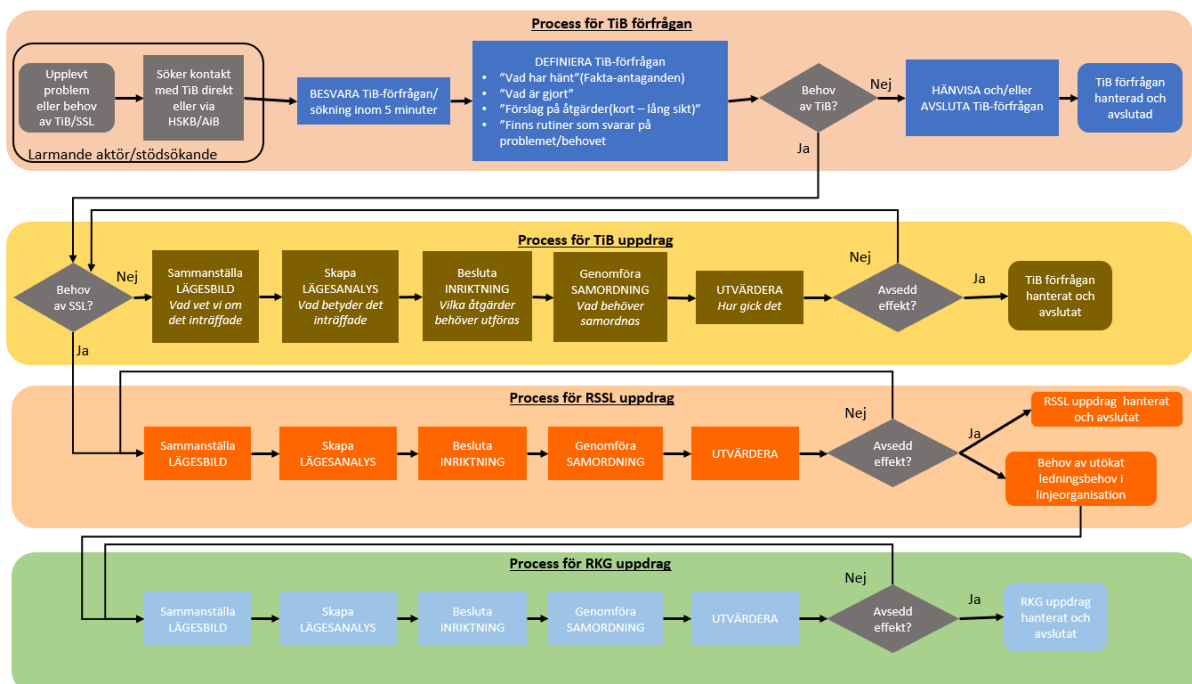 Process för TiB förfrågan
Upplevt
problem
eller behov
av TiB/SSL
Söker kontakt
med TiB direkt
eller via
HSKB/AiB
Larmande aktör/stödsökande
BESVARA TiB-förfrågan/
sökning inom 5 minuter
DEFINIERA TiB-förfrågan
• ”Vad har hänt”(Fakta-antaganden)
• ”Vad är gjort”
• ”Förslag på åtgärder(kort – lång sikt)”
• ”Finns rutiner som svarar på
problemet/behovet
Behov
av TiB?
Nej
Ja
HÄNVISA och/eller
AVSLUTA TiB-förfrågan
TiB förfrågan
hanterad och
avslutad
Process för TiB uppdrag
Behov
av SSL?
Nej
Ja
Sammanställa
LÄGESBILD
Vad vet vi om
det inträffade
Skapa
LÄGESANALYS
Vad betyder det
inträffade
Besluta
INRIKTNING
Vilka åtgärder
behöver utföras
Genomföra
SAMORDNING
Vad behöver
samordnas
UTVÄRDERA
Hur gick det
Nej
Avsedd
effekt?
Ja
TiB förfrågan
hanterat och
avslutat
Process för RSSL uppdrag
Sammanställa
LÄGESBILD
Skapa
LÄGESANALYS
Besluta
INRIKTNING
Genomföra
SAMORDNING
UTVÄRDERA
Nej
Avsedd
effekt?
Ja
RSSL uppdrag hanterat
och avslutat
Behov av utökat
ledningsbehov i
linjeorganisation
Process för RKG uppdrag
Sammanställa
LÄGESBILD
Skapa
LÄGESANALYS
Besluta
INRIKTNING
Genomföra
SAMORDNING
UTVÄRDERA
Nej
Avsedd
effekt?
Ja
RKG uppdrag
hanterat och
avslutat